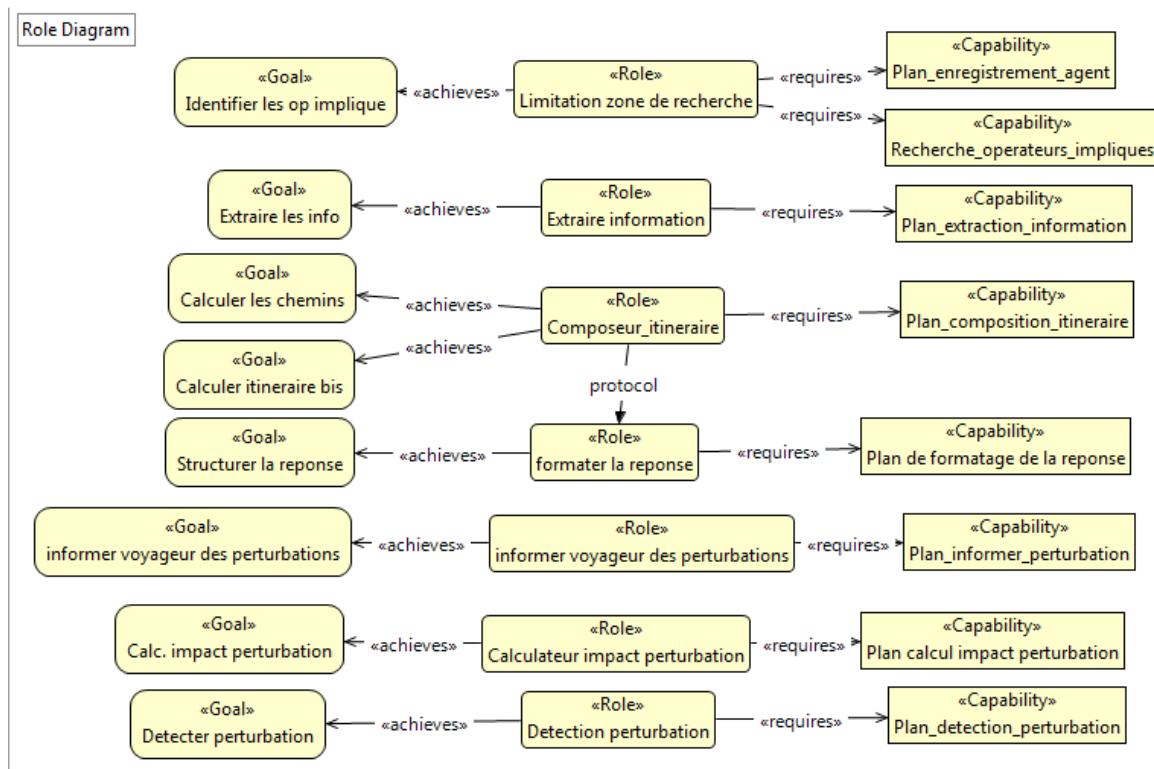 Role Diagram
«Goal»
Identifier les op implique
«achieves»
«Role»
Limitation zone de recherche
«requires»
«requires»
«Capability»
Plan_enregistrement_agent
«Capability»
Recherche_operateurs_impliques
«Goal»
Extraire les info
«achieves»
«Role»
Extraire information
«requires»
«Capability»
Plan_extraction_information
«Goal»
Calculer les chemins
«achieves»
«Role»
Composeur_itineraire
«requires»
«Capability»
Plan_composition_itineraire
«achieves»
«Goal»
Calculer itineraire bis
protocol
«Goal»
Structurer la reponse
«achieves»
«Role»
formater la reponse
«requires»
«Capability»
Plan de formatage de la reponse
«Goal»
informer voyageur des perturbations
«achieves»
«Role»
informer voyageur des perturbations
«requires»
«Capability»
Plan_informer_perturbation
«Goal»
Calc. impact perturbation
«achieves»
«Role»
Calculateur impact perturbation
«requires»
«Capability»
Plan calcul impact perturbation
«Goal»
Detecter perturbation
«achieves»
«Role»
Detection perturbation
«requires»
«Capability»
Plan_detection_perturbation